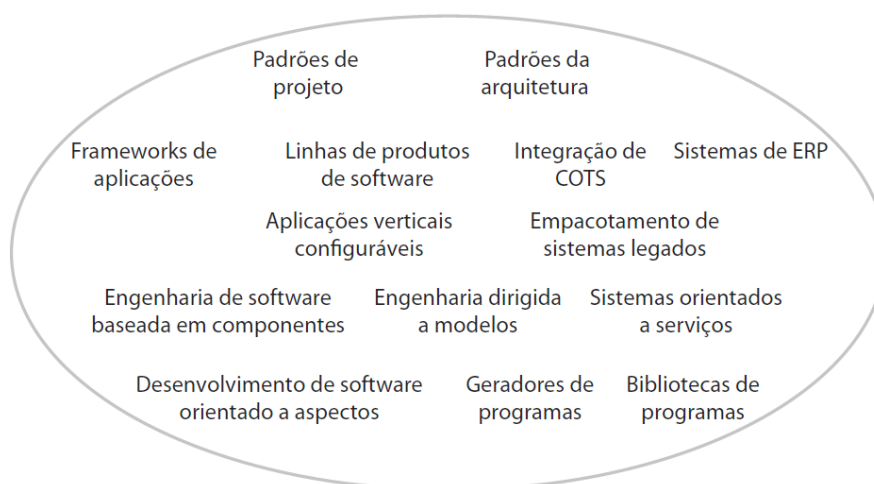 Padrões de
projeto
Padrões da
arquitetura
Frameworks de
aplicações
Linhas de produtos
de software
Integração de
COTS
Sistemas de ERP
Aplicações verticais
configuráveis
Empacotamento de
sistemas legados
Engenharia de software
baseada em componentes
Engenharia dirigida
a modelos
Sistemas orientados
a serviços
Desenvolvimento de software
orientado a aspectos
Geradores de
programas
Bibliotecas de
programas